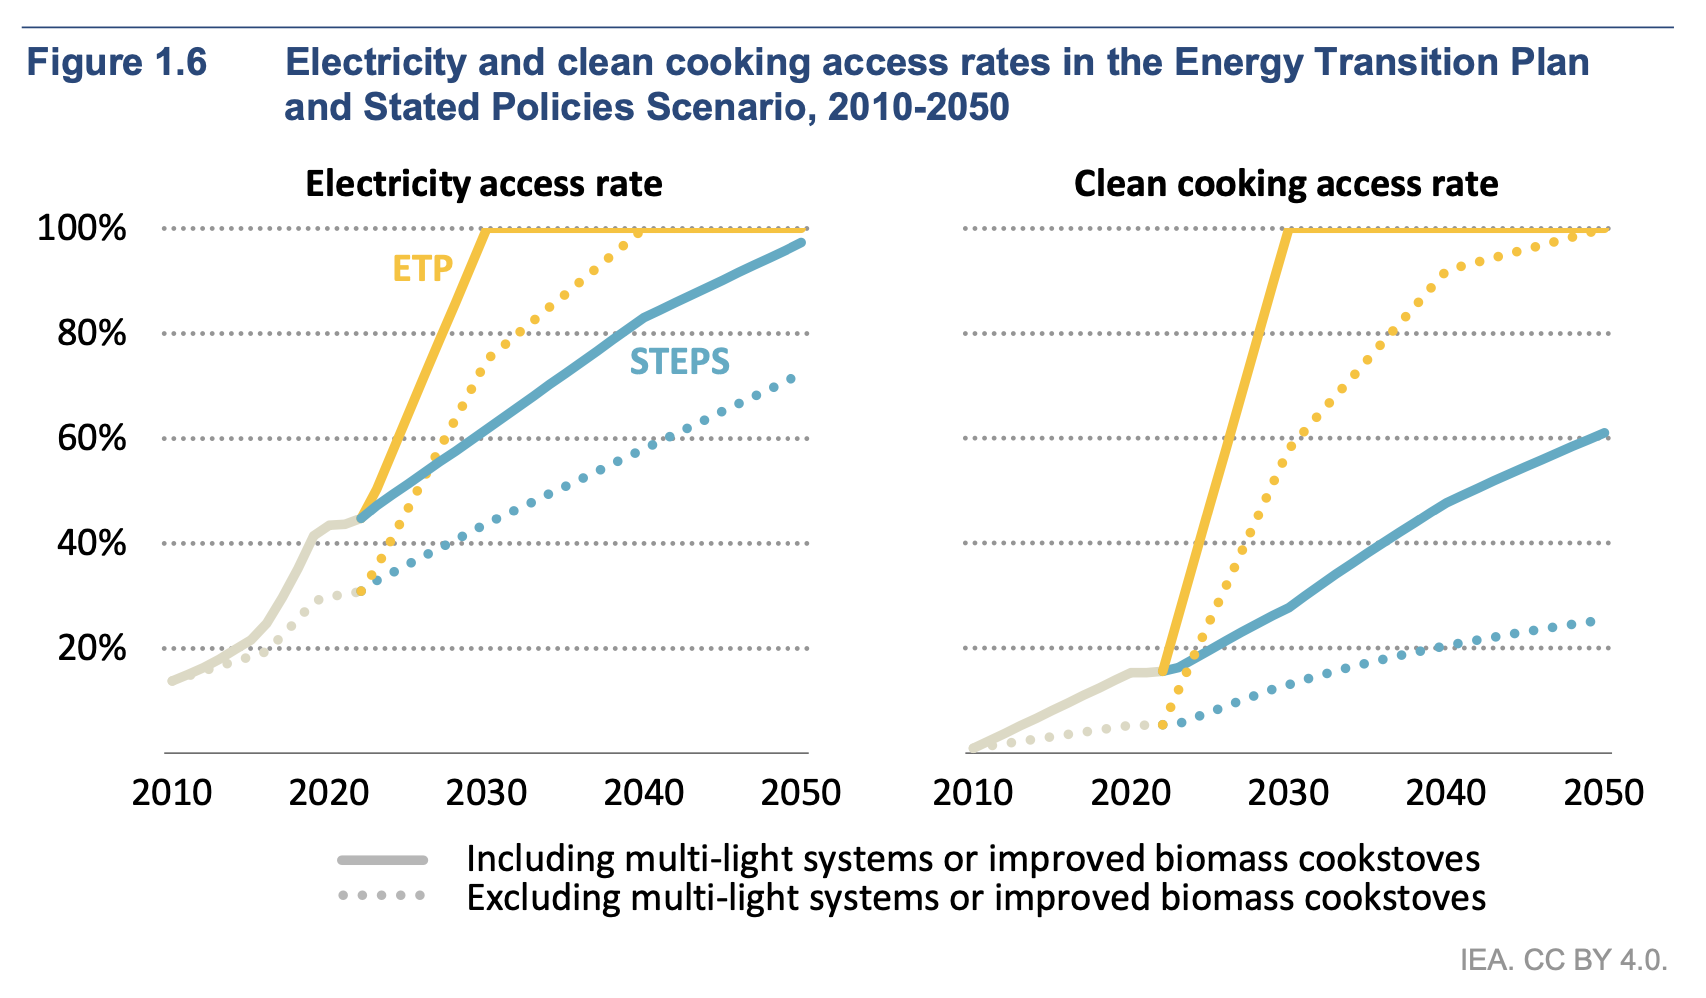 Figure 1.6 Electricity and clean cooking access rates in the Energy Transition Plan
and Stated Policies Scenario, 2010-2050
Electricity access rate
100%
80%
60%
40%
20%
ETP
STEPS
2010 2020 2030 2040 2050
Clean cooking access rate
2010 2020 2030 2040 2050
Including multi-light systems or improved biomass cookstoves
Excluding multi-light systems or improved biomass cookstoves
IEA. CC BY 4.0.